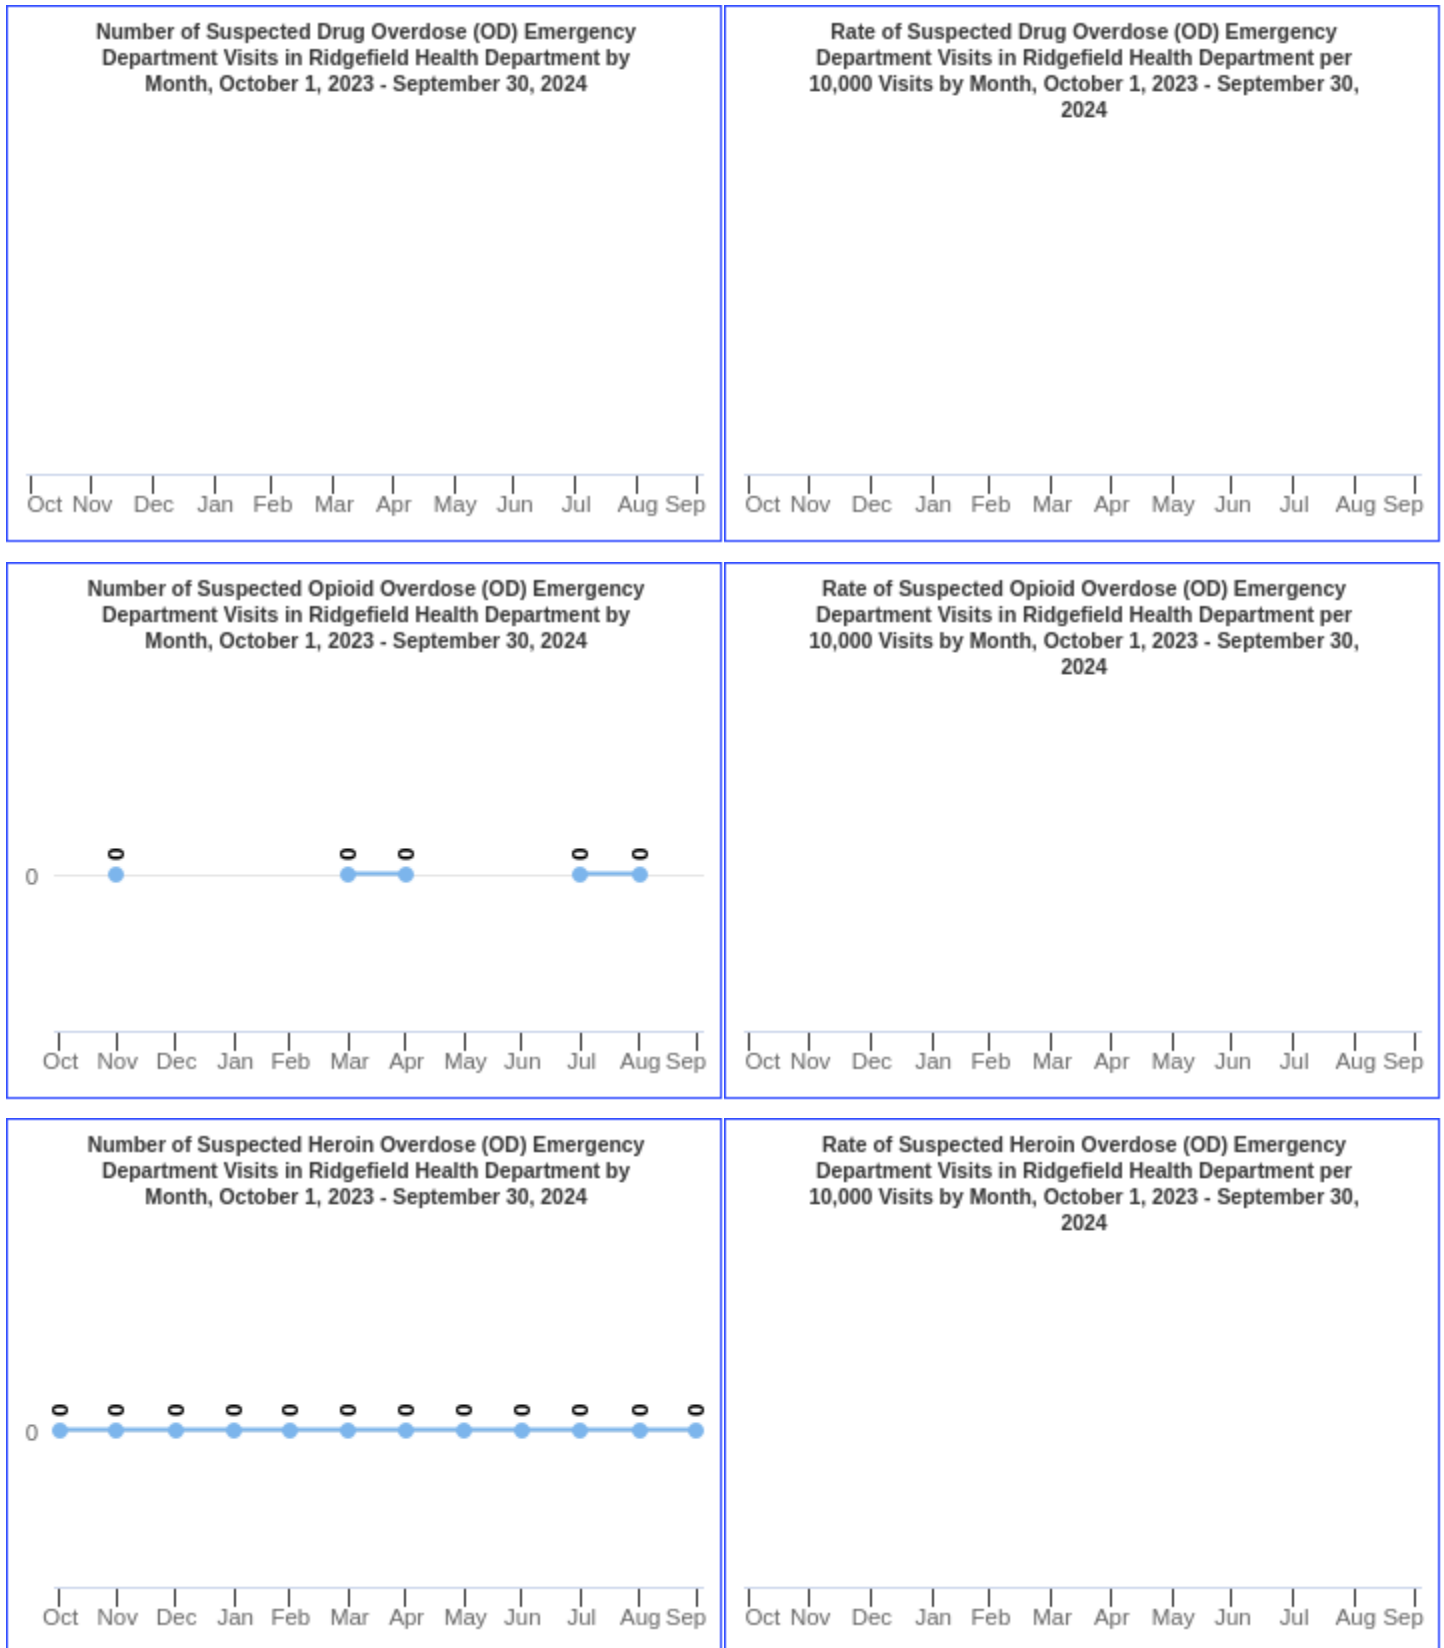 Number of Suspected Drug Overdose (OD) Emergency
Department Visits in Ridgefield Health Department by
Month, October 1, 2023 - September 30, 2024
Oct Nov Dec Jan Feb Mar Apr May Jun Jul Aug Sep
Rate of Suspected Drug Overdose (OD) Emergency
Department Visits in Ridgefield Health Department per
10,000 Visits by Month, October 1, 2023 - September 30,
2024
Oct Nov Dec Jan Feb Mar Apr May Jun Jul Aug Sep
Number of Suspected Opioid Overdose (OD) Emergency
Department Visits in Ridgefield Health Department by
Month, October 1, 2023 - September 30, 2024
0 0 0 0 0
0
Oct Nov Dec Jan Feb Mar Apr May Jun Jul Aug Sep
Rate of Suspected Opioid Overdose (OD) Emergency
Department Visits in Ridgefield Health Department per
10,000 Visits by Month, October 1, 2023 - September 30,
2024
Oct Nov Dec Jan Feb Mar Apr May Jun Jul Aug Sep
Number of Suspected Heroin Overdose (OD) Emergency
Department Visits in Ridgefield Health Department by
Month, October 1, 2023 - September 30, 2024
0 0 0 0 0 0 0 0 0 0 0 0
0
Oct Nov Dec Jan Feb Mar Apr May Jun Jul Aug Sep
Rate of Suspected Heroin Overdose (OD) Emergency
Department Visits in Ridgefield Health Department per
10,000 Visits by Month, October 1, 2023 - September 30,
2024
Oct Nov Dec Jan Feb Mar Apr May Jun Jul Aug Sep